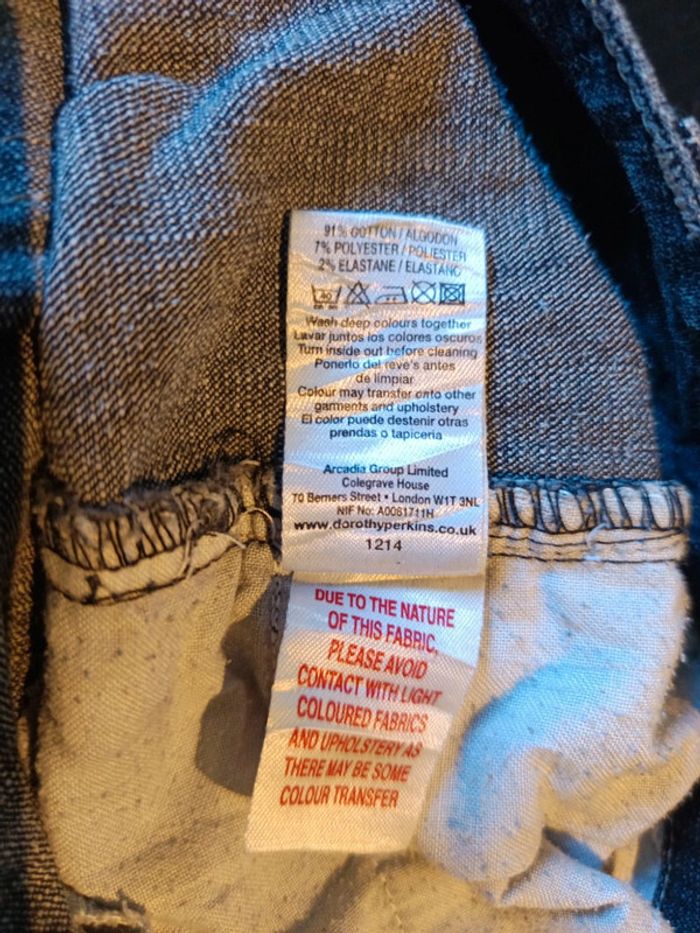 91% COTTON / ALGODON
7% POLYESTER / POLIESTER
2% ELASTANE / ELASTANO
40
Wash deep colours together
Lavar juntos los colores oscuros
Turn inside out before cleaning
Ponerlo del reve's antes
de limpiar
Colour may transfer onto other
garments and upholstery
El color puede destenir otras
prendas o tapiceria
Arcadia Group Limited
Colegrave House
70 Berners Street • London W1T 3NL
NIF No: A0081711H
www.dorothyperkins.co.uk
1214
DUE TO THE NATURE
OF THIS FABRIC,
PLEASE AVOID
CONTACT WITH LIGHT
COLOURED FABRICS
AND UPHOLSTERY AS
THERE MAY BE SOME
COLOUR TRANSFER